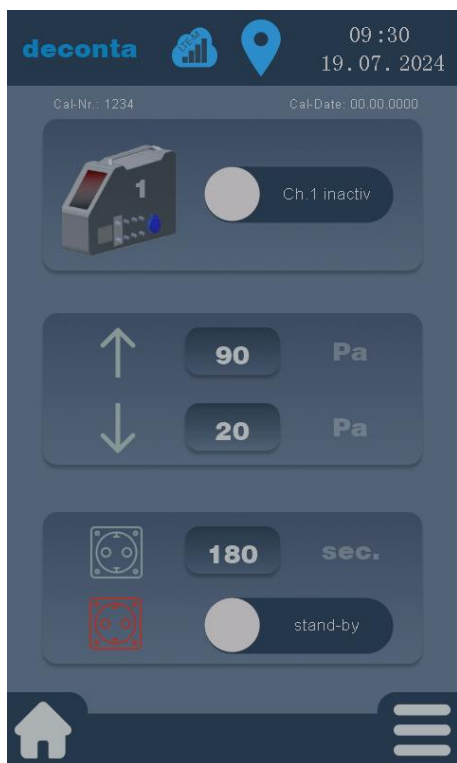 deconta
LTE-M
09:30
19.07.2024
Cal-Nr.: 1234
Cal-Date: 00.00.0000
1
Ch.1 inactiv
90
Pa
20
Pa
180
sec.
stand-by